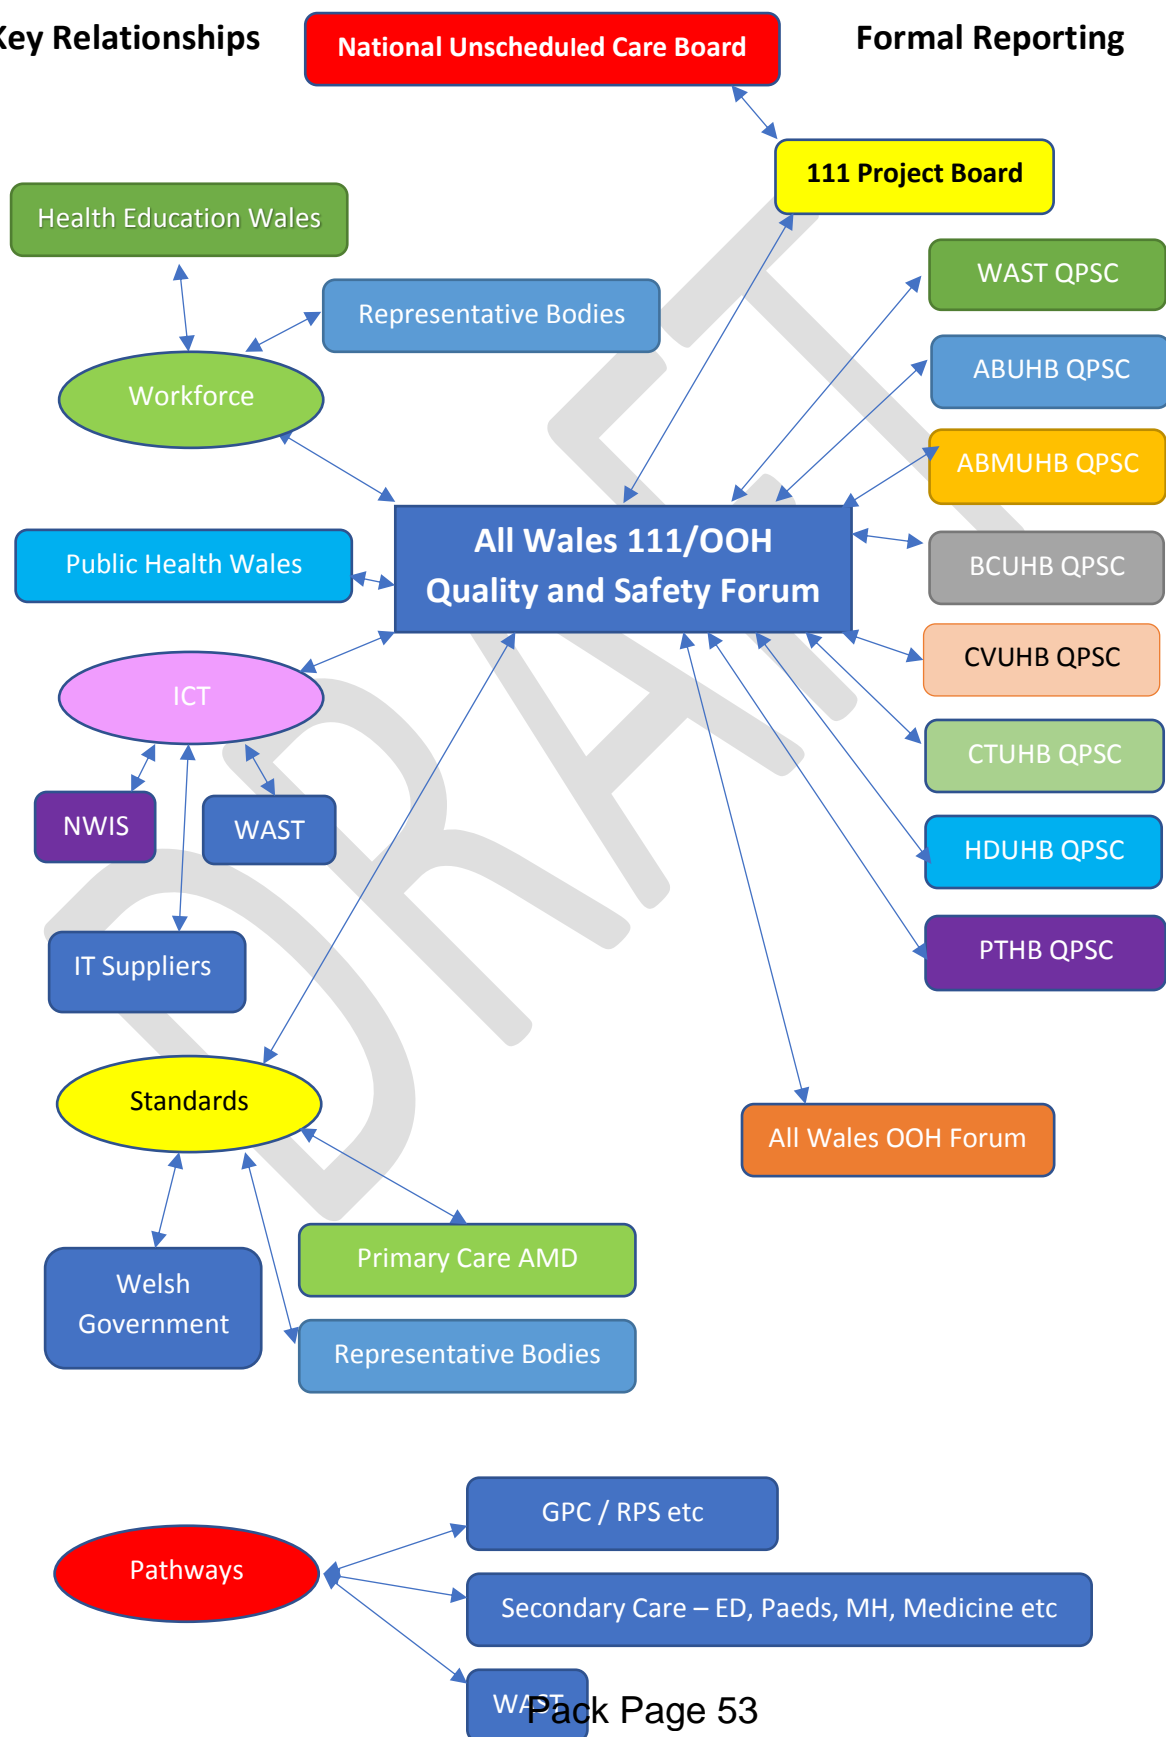 Key Relationships
National Unscheduled Care Board
Formal Reporting
111 Project Board
Health Education Wales
WAST QPSC
Representative Bodies
ABUHB QPSC
Workforce
ABMUHB QPSC
All Wales 111/OOH
Quality and Safety Forum
Public Health Wales
BCUHB QPSC
CVUHB QPSC
ICT
CTUHB QPSC
NWIS
WAST
HDUHB QPSC
IT Suppliers
PTHB QPSC
Standards
All Wales OOH Forum
Primary Care AMD
Welsh
Government
Representative Bodies
GPC / RPS etc
Pathways
Secondary Care – ED, Paeds, MH, Medicine etc
WAST
Pack Page 53
DRAFT